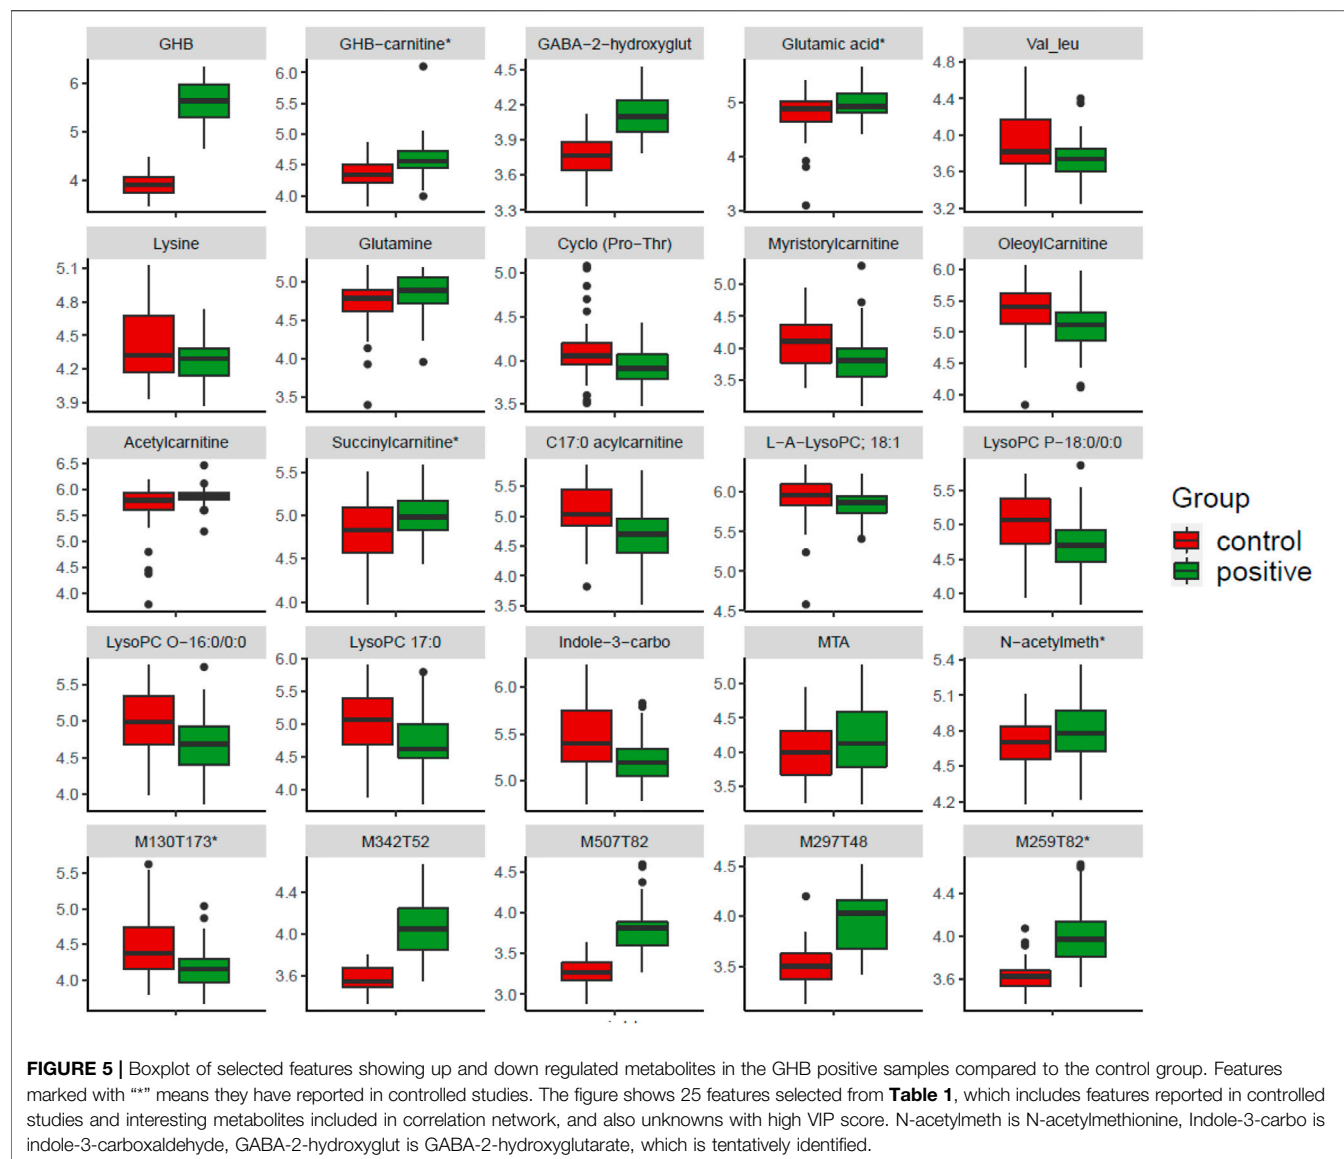 GHB GHB−carnitine* GABA−2−hydroxyglut Glutamic acid* Val_leu
6 5 4
6.0 5.5 5.0 4.5 4.0
4.5 4.2 3.9 3.6 3.3
5 4 3
4.8 4.4 4.0 3.6 3.2
Lysine Glutamine Cyclo (Pro−Thr) Myristorylcarnitine OleoylCarnitine
5.1 4.8 4.5 4.2 3.9
5.0 4.5 4.0 3.5
5.0 4.5 4.0 3.5
5.0 4.5 4.0 3.5
6.0 5.5 5.0 4.5 4.0
Acetylcarnitine Succinylcarnitine* C17:0 acylcarnitine L−A−LysoPC; 18:1 LysoPC P−18:0/0:0
6.5 6.0 5.5 5.0 4.5 4.0
5.5 5.0 4.5 4.0
5.5 5.0 4.5 4.0 3.5
6.0 5.5 5.0 4.5
5.5 5.0 4.5 4.0
Group
control
positive
LysoPC O−16:0/0:0 LysoPC 17:0 Indole−3−carbo MTA N−acetylmeth*
5.5 5.0 4.5 4.0
6.0 5.5 5.0 4.5 4.0
6.0 5.5 5.0
5.0 4.5 4.0 3.5
5.4 5.1 4.8 4.5 4.2
M130T173* M342T52 M507T82 M297T48 M259T82*
5.5 5.0 4.5 4.0
4.4 4.0 3.6
4.5 4.0 3.5 3.0
4.5 4.0 3.5
4.4 4.0 3.6
FIGURE 5 | Boxplot of selected features showing up and down regulated metabolites in the GHB positive samples compared to the control group. Features
marked with “*” means they have reported in controlled studies. The figure shows 25 features selected from Table 1, which includes features reported in controlled
studies and interesting metabolites included in correlation network, and also unknowns with high VIP score. N-acetylmeth is N-acetylmethionine, Indole-3-carbo is
indole-3-carboxaldehyde, GABA-2-hydroxyglut is GABA-2-hydroxyglutarate, which is tentatively identified.